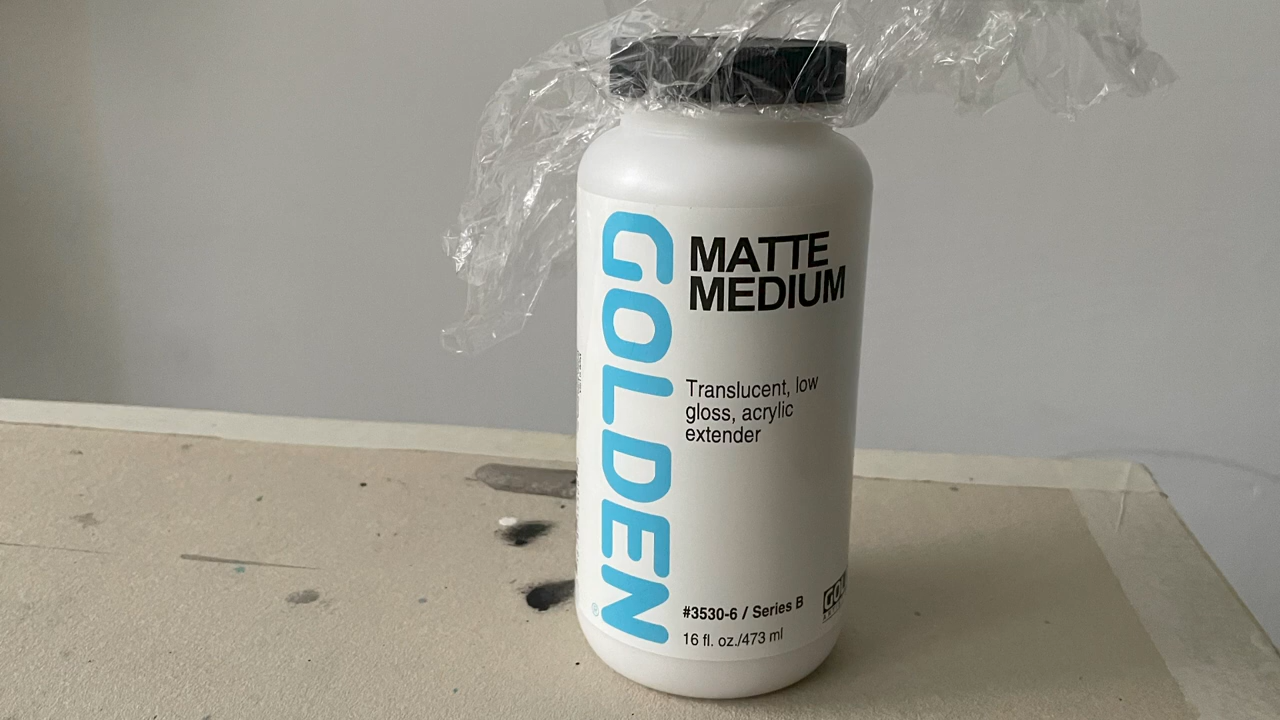 GOLDEN
®
MATTE
MEDIUM
Translucent, low
gloss, acrylic
extender
#3530-6 / Series B
16 fl. oz./473 ml